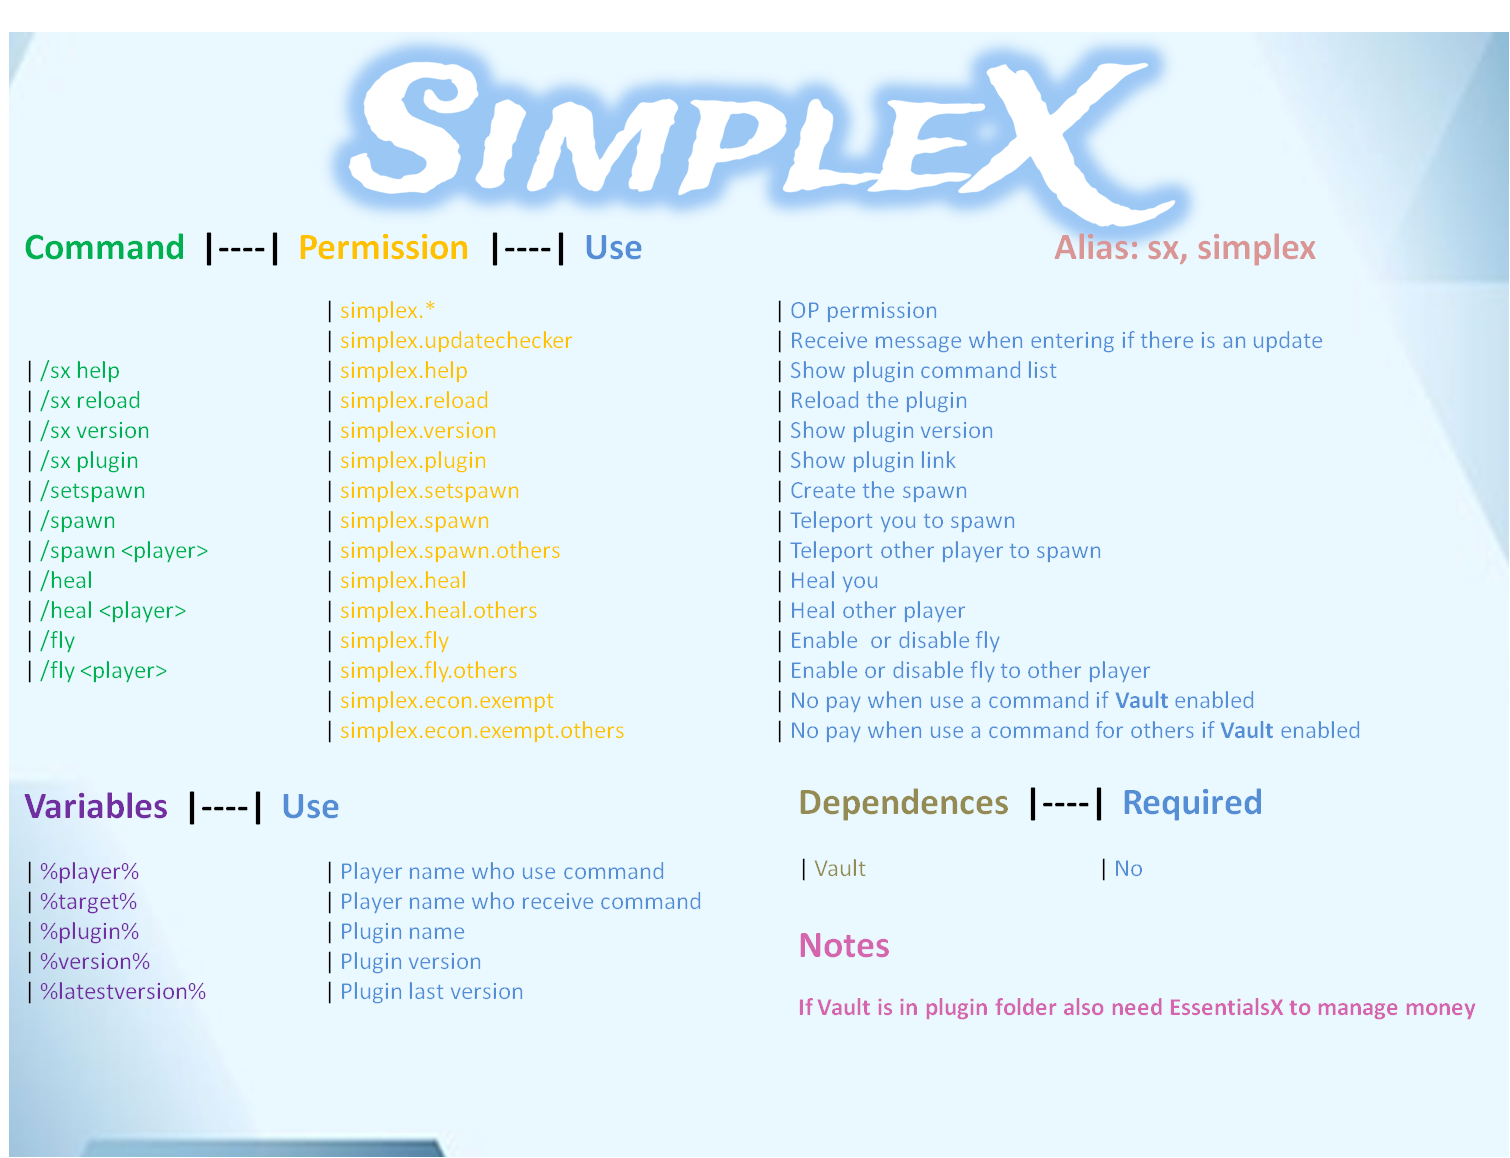 SIMPLEX
Command |----| Permission |----| Use Alias: sx, simplex
| simplex.* | OP permission
| simplex.updatechecker | Receive message when entering if there is an update
| /sx help | simplex.help | Show plugin command list
| /sx reload | simplex.reload | Reload the plugin
| /sx version | simplex.version | Show plugin version
| /sx plugin | simplex.plugin | Show plugin link
| /setspawn | simplex.setspawn | Create the spawn
| /spawn | simplex.spawn | Teleport you to spawn
| /spawn <player> | simplex.spawn.others | Teleport other player to spawn
| /heal | simplex.heal | Heal you
| /heal <player> | simplex.heal.others | Heal other player
| /fly | simplex.fly | Enable or disable fly
| /fly <player> | simplex.fly.others | Enable or disable fly to other player
| simplex.econ.exempt | No pay when use a command if Vault enabled
| simplex.econ.exempt.others | No pay when use a command for others if Vault enabled
Variables |----| Use
| %player% | Player name who use command
| %target% | Player name who receive command
| %plugin% | Plugin name
| %version% | Plugin version
| %latestversion% | Plugin last version
Dependences |----| Required
| Vault | No
Notes
If Vault is in plugin folder also need EssentialsX to manage money